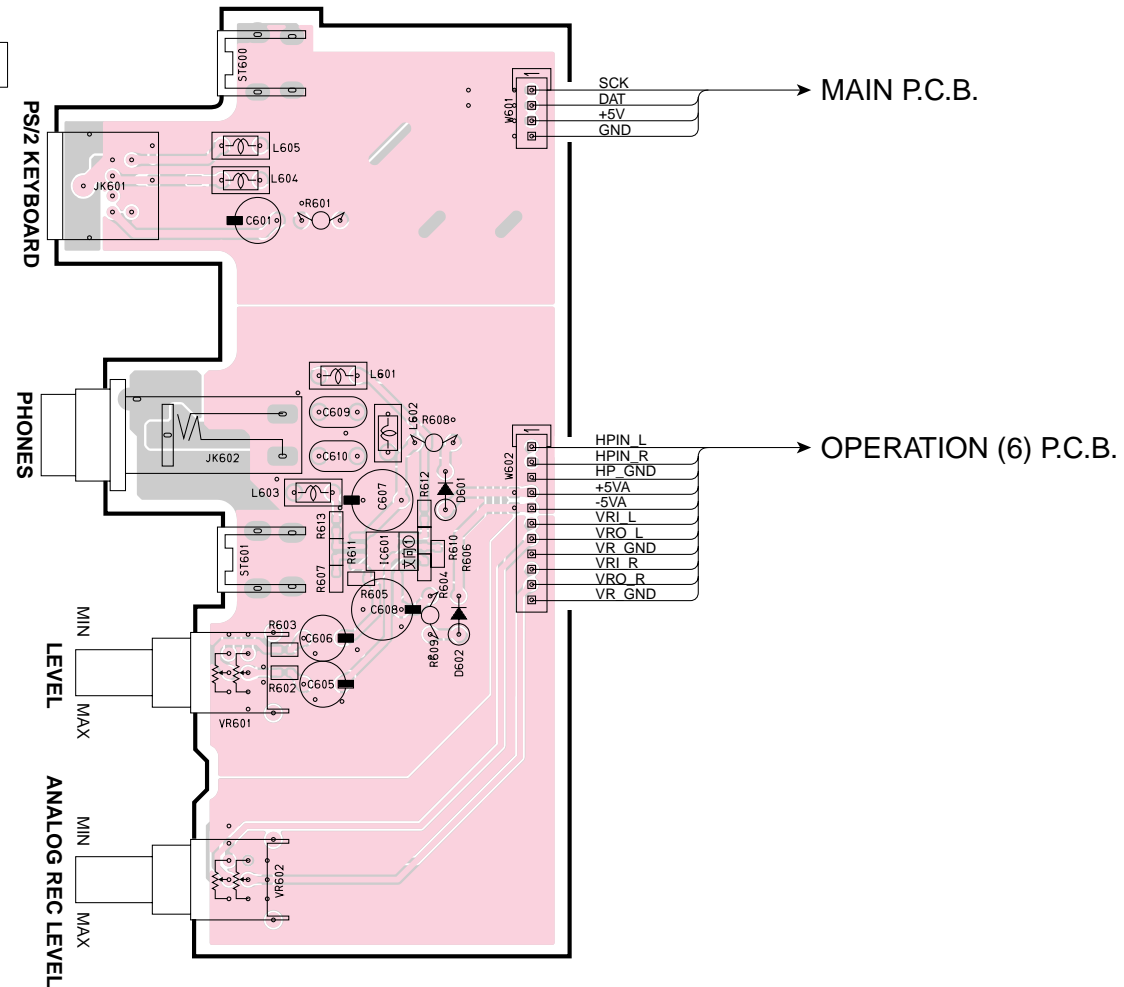 ST600
W601
1
SCK
DAT
+5V
GND
MAIN P.C.B.
PS/2 KEYBOARD
JK601
L605
L604
R601
C601
PHONES
JK602
L601
C609
L602
R608
C610
L603
C607
R612
D601
W602
1
HPIN_L
HPIN_R
HP_GND
+5VA
-5VA
VRI_L
VRO_L
VR_GND
VRI_R
VRO_R
VR_GND
OPERATION (6) P.C.B.
ST601
R613
R607
R611
IC601
R610
R606
R604
R605
C608
R609
D602
MIN
LEVEL
MAX
R603
R602
C606
C605
VR601
ANALOG REC LEVEL
MIN
MAX
VR602